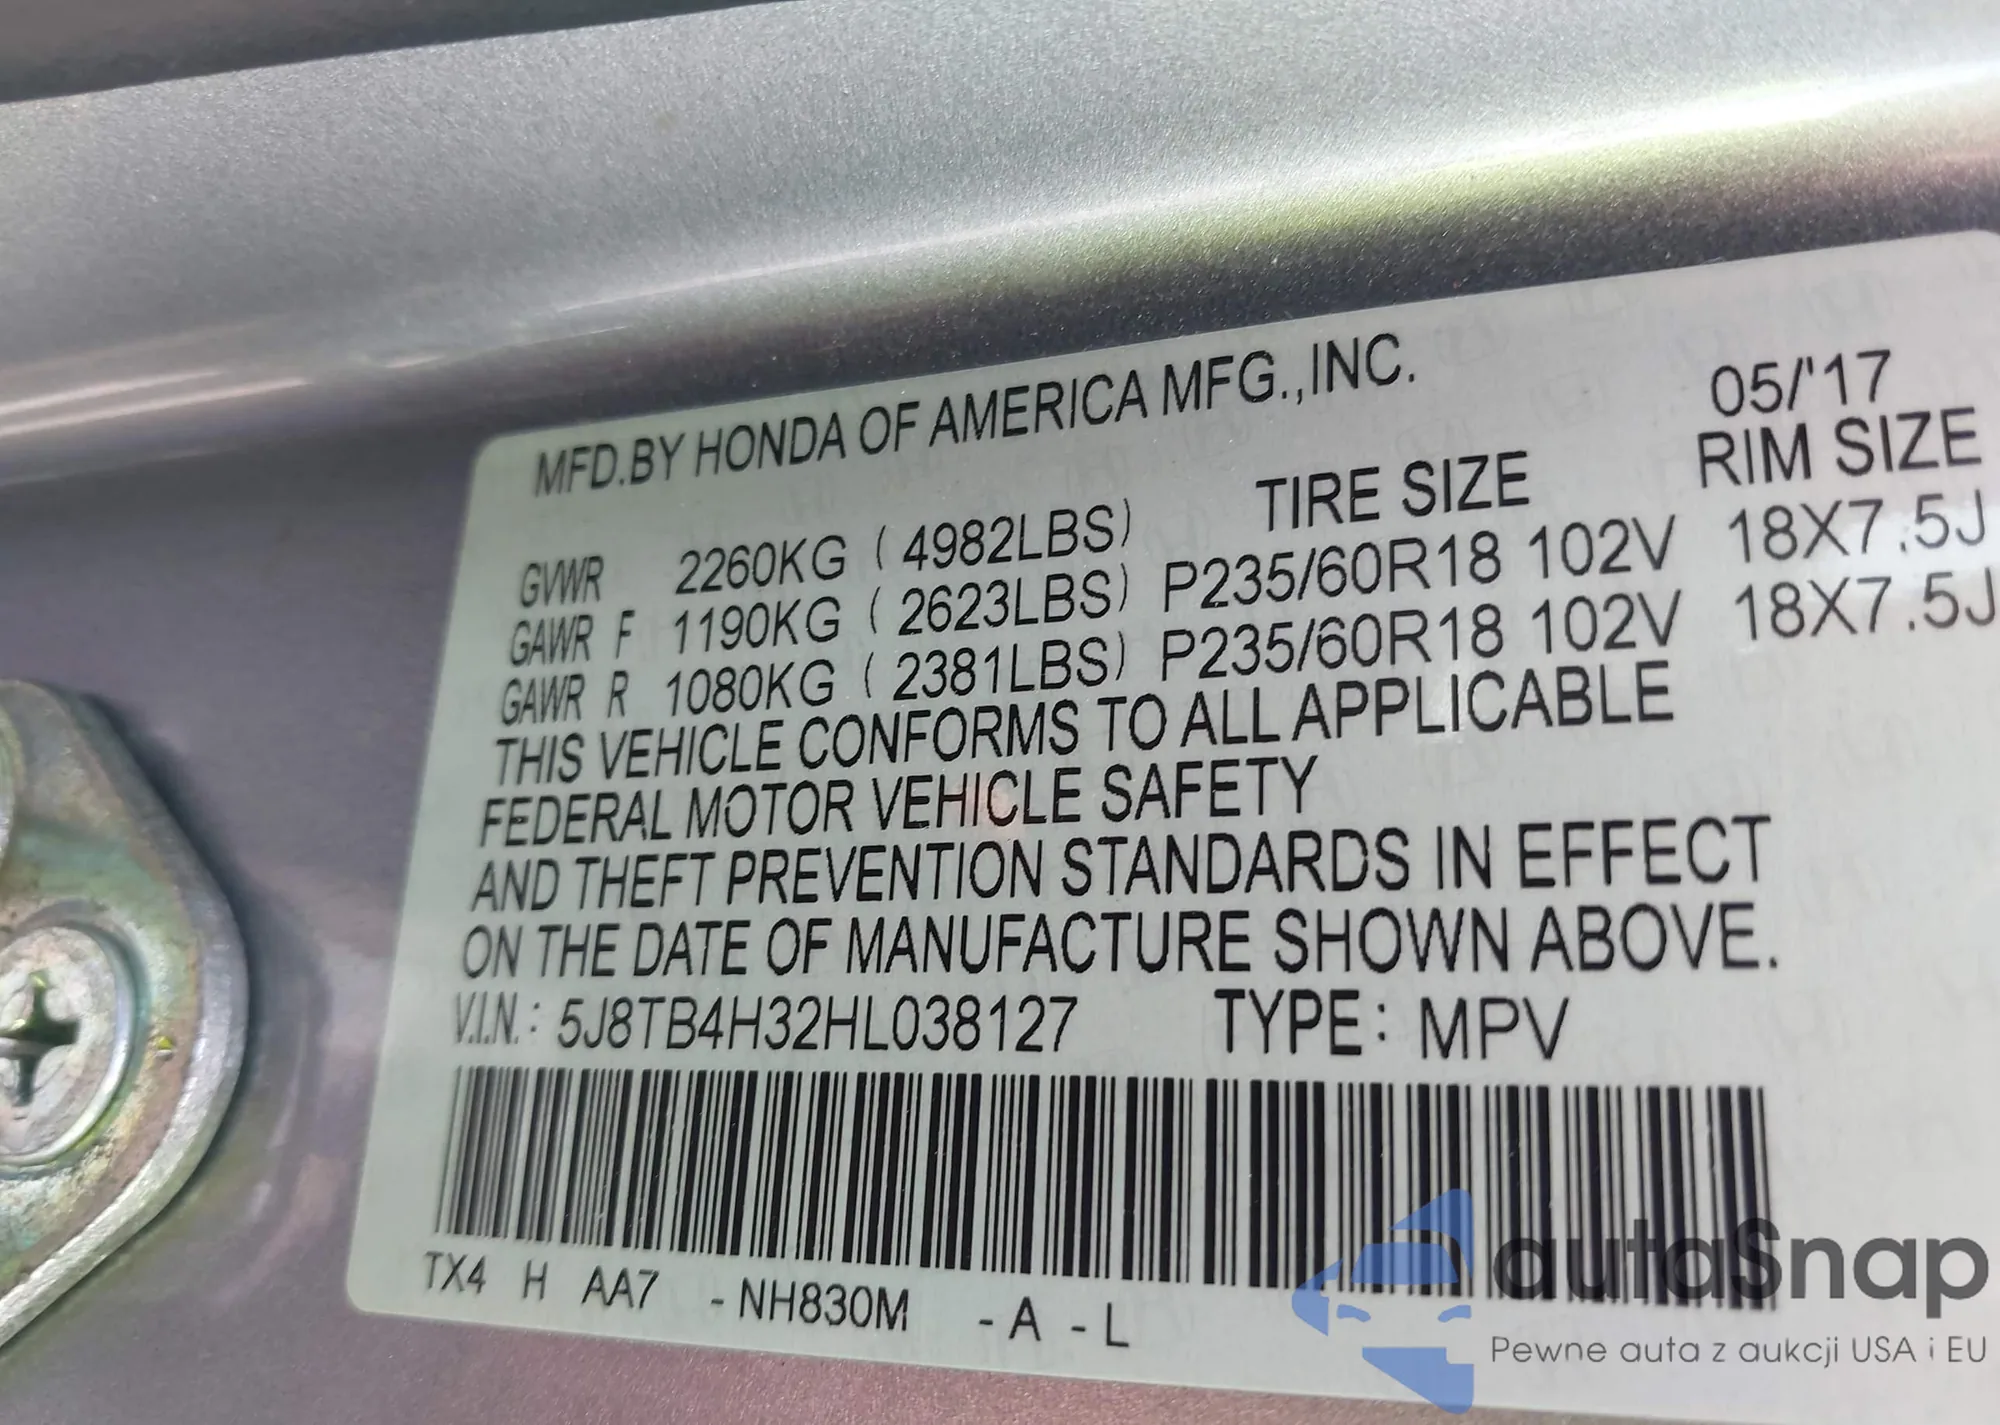 MFD.BY HONDA OF AMERICA MFG.,INC. 05/'17
TIRE SIZE RIM SIZE
GVWR 2260KG (4982LBS)
GAWR F 1190KG (2623LBS) P235/60R18 102V 18X7.5J
GAWR R 1080KG (2381LBS) P235/60R18 102V 18X7.5J
THIS VEHICLE CONFORMS TO ALL APPLICABLE
FEDERAL MOTOR VEHICLE SAFETY
AND THEFT PREVENTION STANDARDS IN EFFECT
ON THE DATE OF MANUFACTURE SHOWN ABOVE.
V.I.N.: 5J8TB4H32HL038127 TYPE: MPV
TX4 H AA7 -NH830M -A -L
autaSnap
Pewne auta z aukcji USA i EU